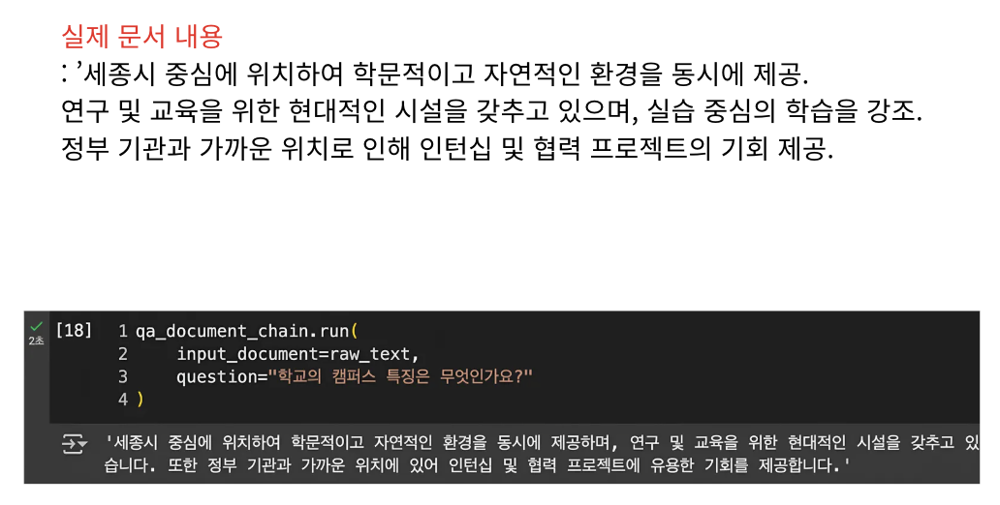 실제 문서 내용
: ’세종시 중심에 위치하여 학문적이고 자연적인 환경을 동시에 제공.
연구 및 교육을 위한 현대적인 시설을 갖추고 있으며, 실습 중심의 학습을 강조.
정부 기관과 가까운 위치로 인해 인턴십 및 협력 프로젝트의 기회 제공.
[18] 1 qa_document_chain.run(
2초 2 input_document=raw_text,
3 question="학교의 캠퍼스 특징은 무엇인가요?"
4 )
'세종시 중심에 위치하여 학문적이고 자연적인 환경을 동시에 제공하며, 연구 및 교육을 위한 현대적인 시설을 갖추고 있
습니다. 또한 정부 기관과 가까운 위치에 있어 인턴십 및 협력 프로젝트에 유용한 기회를 제공합니다.'